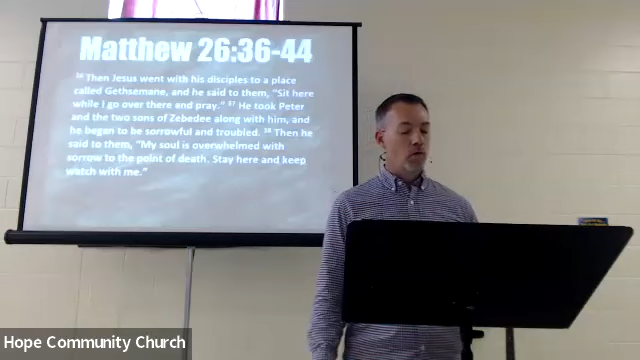 Matthew 26:36-44
36 Then Jesus went with his disciples to a place
called Gethsemane, and he said to them, “Sit here
while I go over there and pray.” 37 He took Peter
and the two sons of Zebedee along with him, and
he began to be sorrowful and troubled. 38 Then he
said to them, “My soul is overwhelmed with
sorrow to the point of death. Stay here and keep
watch with me.”
Hope Community Church